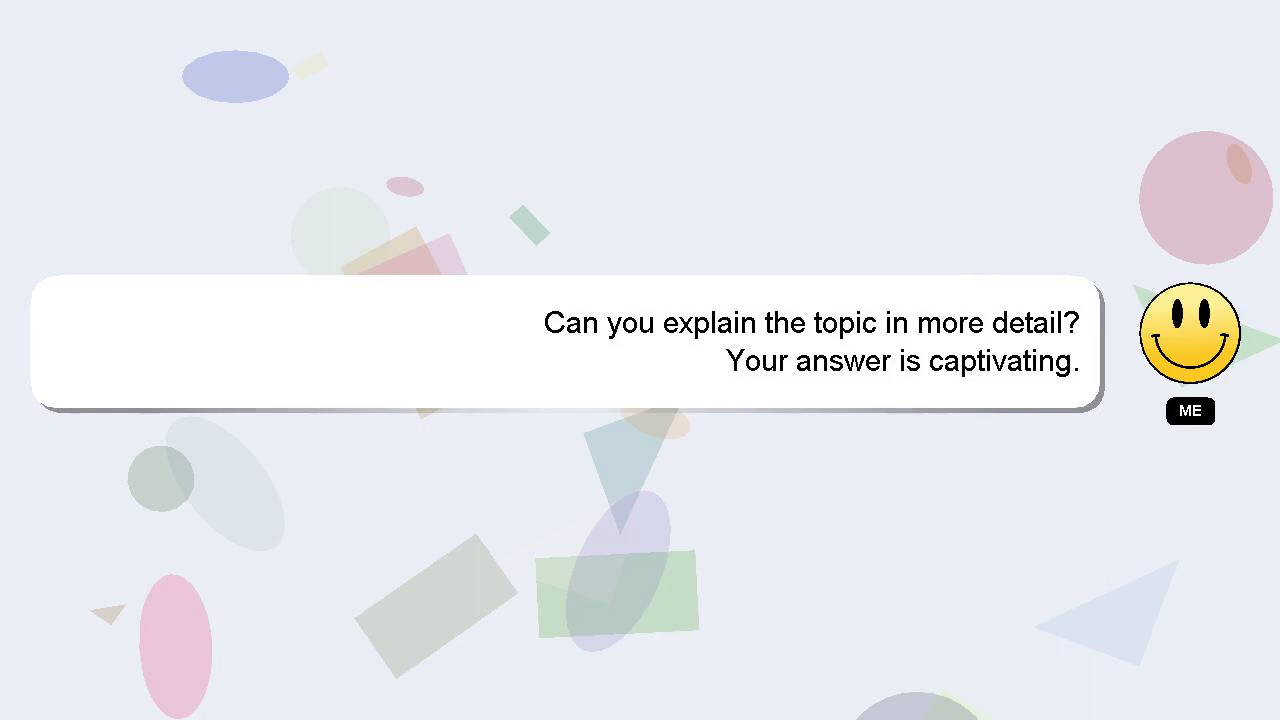 Can you explain the topic in more detail?
Your answer is captivating.
ME